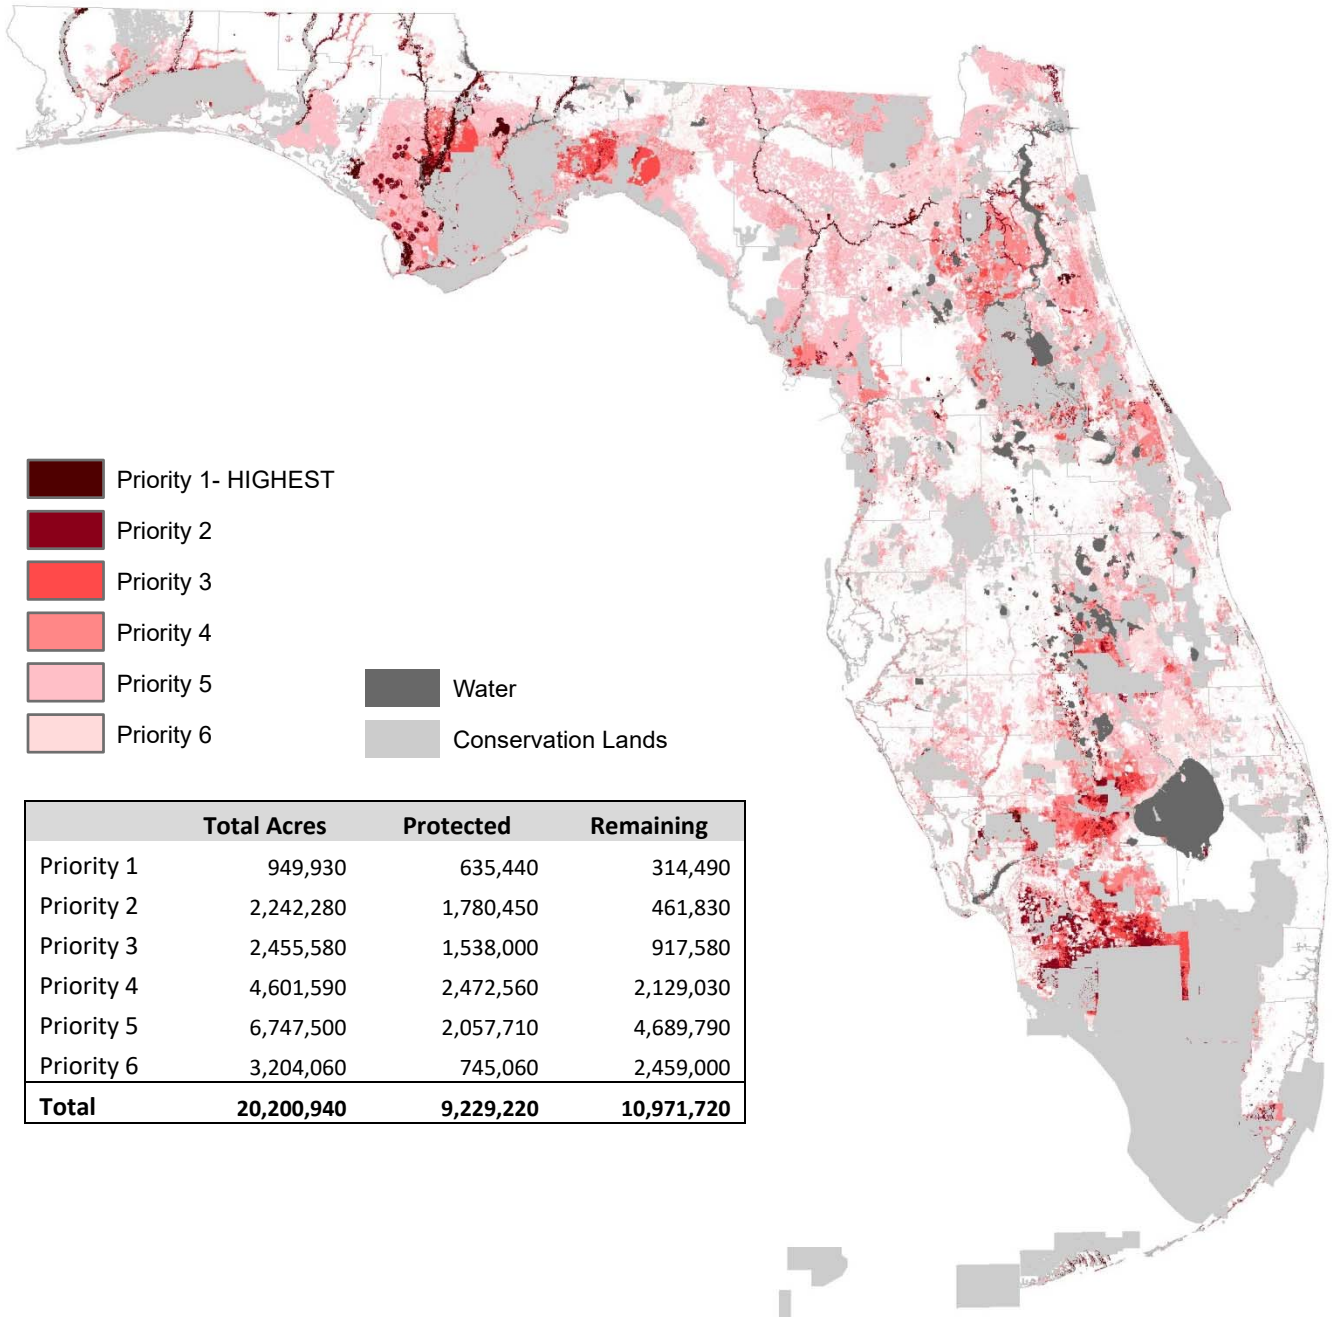 Priority 1- HIGHEST
Priority 2
Priority 3
Priority 4
Priority 5
Priority 6
Water
Conservation Lands
Total Acres Protected Remaining
Priority 1 949,930 635,440 314,490
Priority 2 2,242,280 1,780,450 461,830
Priority 3 2,455,580 1,538,000 917,580
Priority 4 4,601,590 2,472,560 2,129,030
Priority 5 6,747,500 2,057,710 4,689,790
Priority 6 3,204,060 745,060 2,459,000
Total 20,200,940 9,229,220 10,971,720